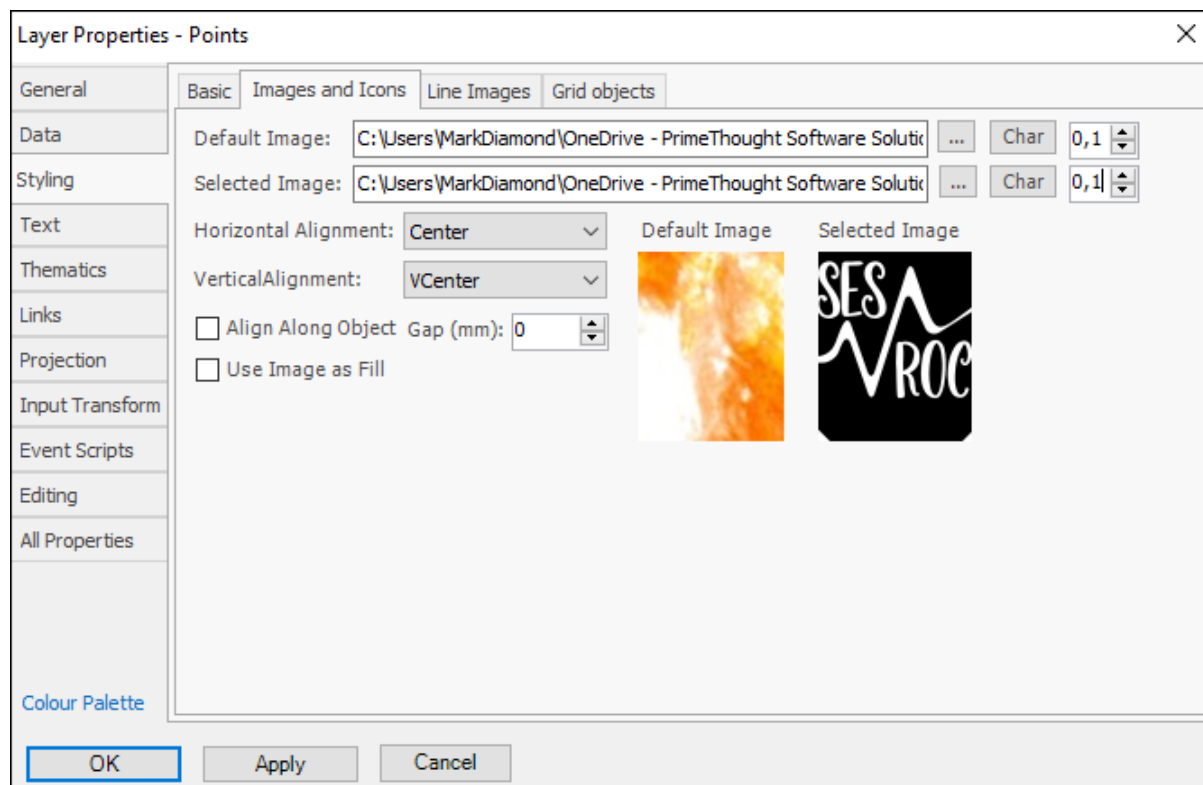 Layer Properties - Points
General
Data
Styling
Text
Thematics
Links
Projection
Input Transform
Event Scripts
Editing
All Properties
Colour Palette
Basic Images and Icons Line Images Grid objects
Default Image: C:\Users\MarkDiamond\OneDrive - PrimeThought Software Solutic ... Char 0,1
Selected Image: C:\Users\MarkDiamond\OneDrive - PrimeThought Software Solutic ... Char 0,1
Horizontal Alignment: Center
VerticalAlignment: VCenter
Align Along Object Gap (mm): 0
Use Image as Fill
Default Image Selected Image
SES
ROC
OK Apply Cancel